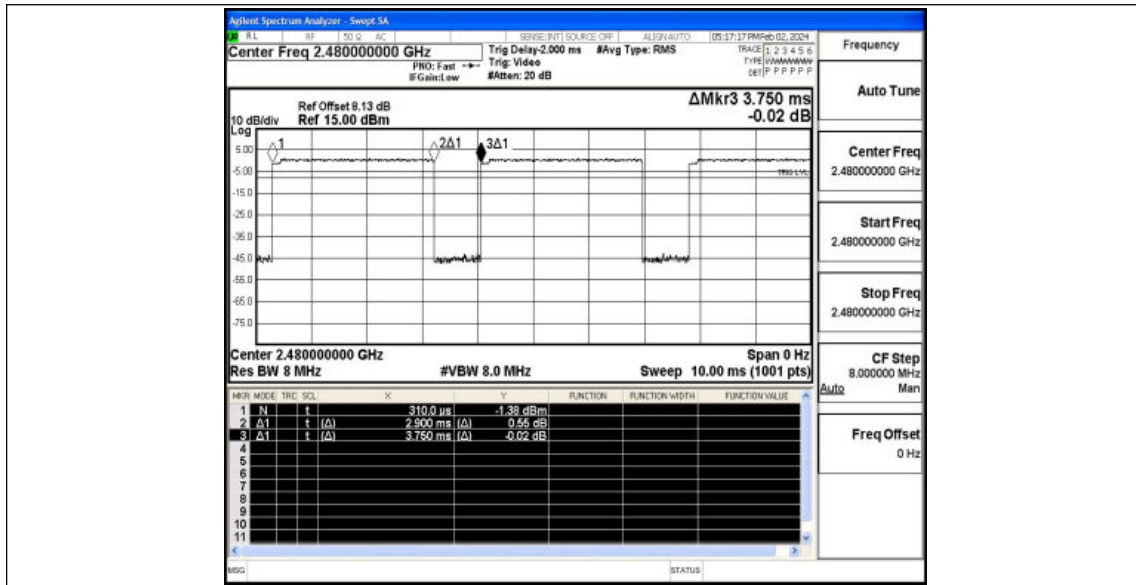 Agilent Spectrum Analyzer - Swept SA
RL RF 50 Ω AC SENSE:INT SOURCE OFF ALIGN AUTO 05:17:17 PM Feb 02, 2024
Center Freq 2.480000000 GHz
PNO: Fast
IFGain:Low
Trig Delay-2.000 ms #Avg Type: RMS
Trig: Video
#Atten: 20 dB
TRACE 1 2 3 4 5 6
TYPE
DET P P P P P P
ΔMkr3 3.750 ms
-0.02 dB
Ref Offset 8.13 dB
10 dB/div Ref 15.00 dBm
Log
1 2Δ1 3Δ1
5.00
-5.00
TRIG LVL
-15.0
-25.0
-35.0
-45.0
-55.0
-65.0
-75.0
Center 2.480000000 GHz Span 0 Hz
Res BW 8 MHz #VBW 8.0 MHz Sweep 10.00 ms (1001 pts)
MKR MODE TRC SCL X Y FUNCTION FUNCTION WIDTH FUNCTION VALUE
1 N t 310.0 µs -1.38 dBm
2 Δ1 t (Δ) 2.900 ms (Δ) 0.55 dB
3 Δ1 t (Δ) 3.750 ms (Δ) -0.02 dB
4
5
6
7
8
9
10
11
MSG STATUS
Frequency
Auto Tune
Center Freq
2.480000000 GHz
Start Freq
2.480000000 GHz
Stop Freq
2.480000000 GHz
CF Step
8.000000 MHz
Auto Man
Freq Offset
0 Hz